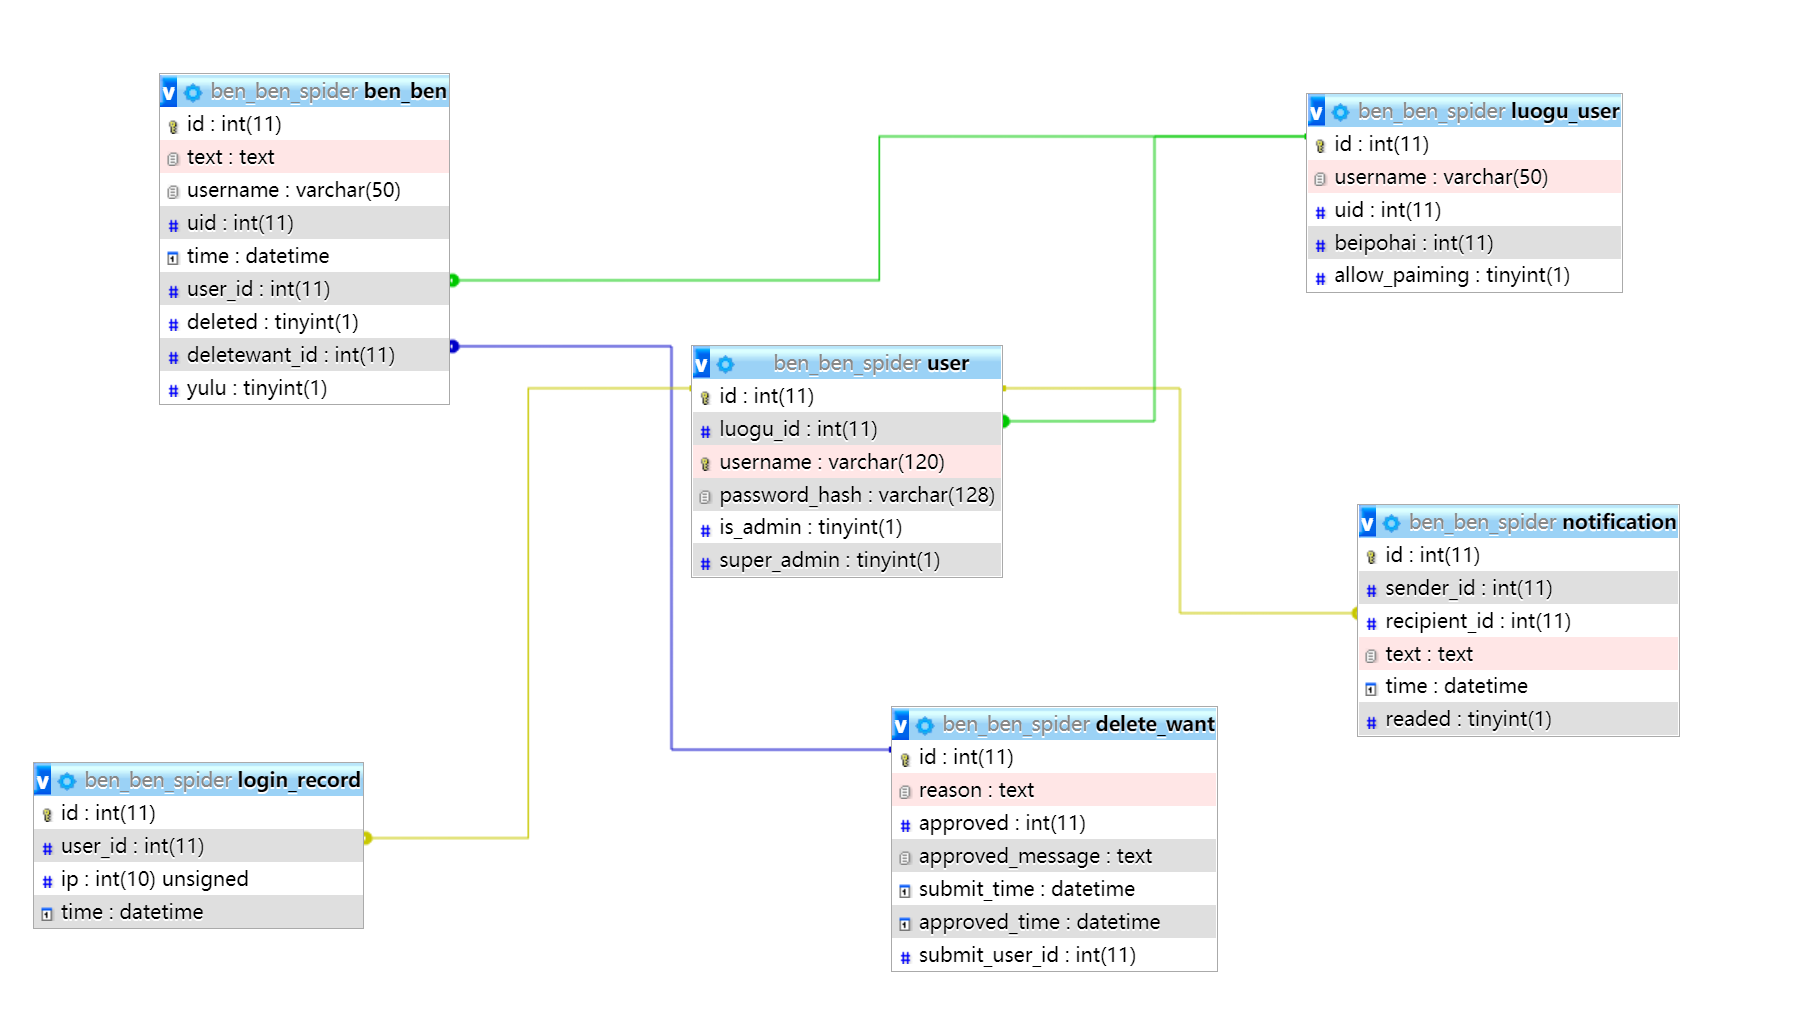 v ben_ben_spider ben_ben
id : int(11)
text : text
username : varchar(50)
# uid : int(11)
time : datetime
# user_id : int(11)
# deleted : tinyint(1)
# deletewant_id : int(11)
# yulu : tinyint(1)
v ben_ben_spider luogu_user
id : int(11)
username : varchar(50)
# uid : int(11)
# beipohai : int(11)
# allow_paiming : tinyint(1)
v ben_ben_spider user
id : int(11)
# luogu_id : int(11)
username : varchar(120)
password_hash : varchar(128)
# is_admin : tinyint(1)
# super_admin : tinyint(1)
v ben_ben_spider notification
id : int(11)
# sender_id : int(11)
# recipient_id : int(11)
text : text
time : datetime
# readed : tinyint(1)
v ben_ben_spider delete_want
id : int(11)
reason : text
# approved : int(11)
approved_message : text
submit_time : datetime
approved_time : datetime
# submit_user_id : int(11)
v ben_ben_spider login_record
id : int(11)
# user_id : int(11)
# ip : int(10) unsigned
time : datetime